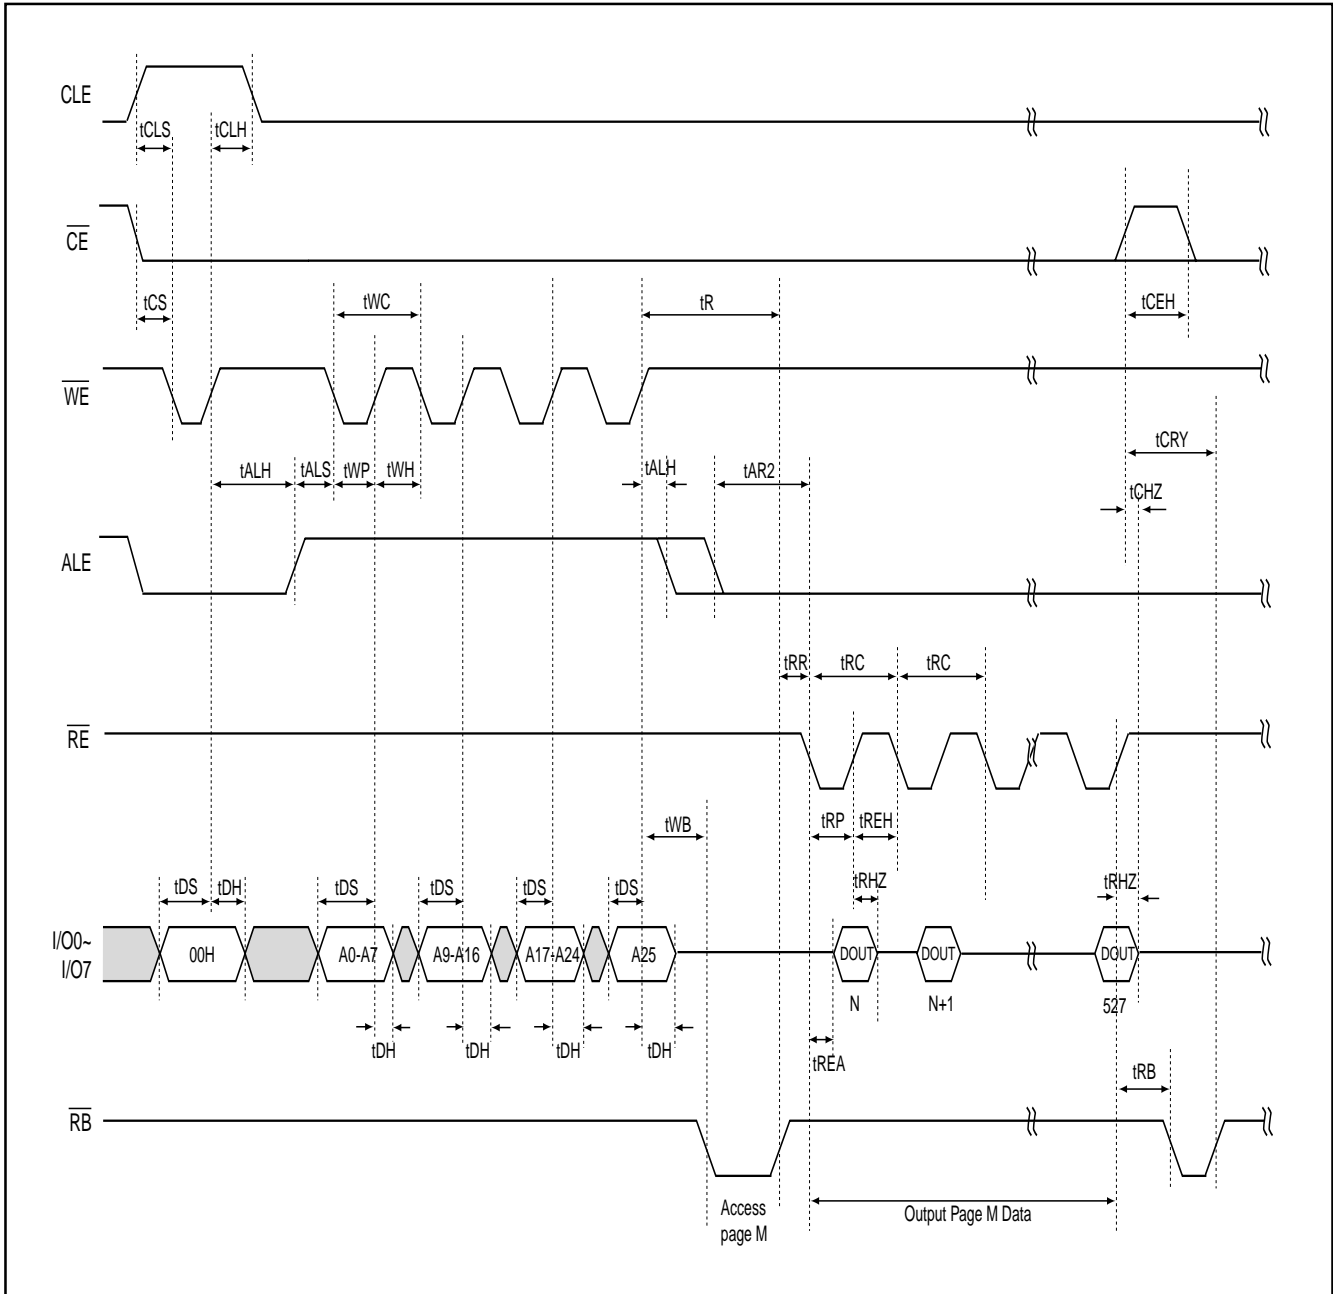 CLE
tCLS tCLH
CE
tCS tWC tR tCEH
WE
tCRY
tALH tALS tWP tWH tALH tAR2
tCHZ
ALE
tRR tRC tRC
RE
tRP tREH
tWB
tRHZ tRHZ
tDS tDH tDS tDS tDS tDS
I/O0~
I/O7
00H A0-A7 A9-A16 A17-A24 A25 DOUT DOUT DOUT
N N+1 527
tDH tDH tDH tDH
tREA
tRB
RB
Access
page M
Output Page M Data